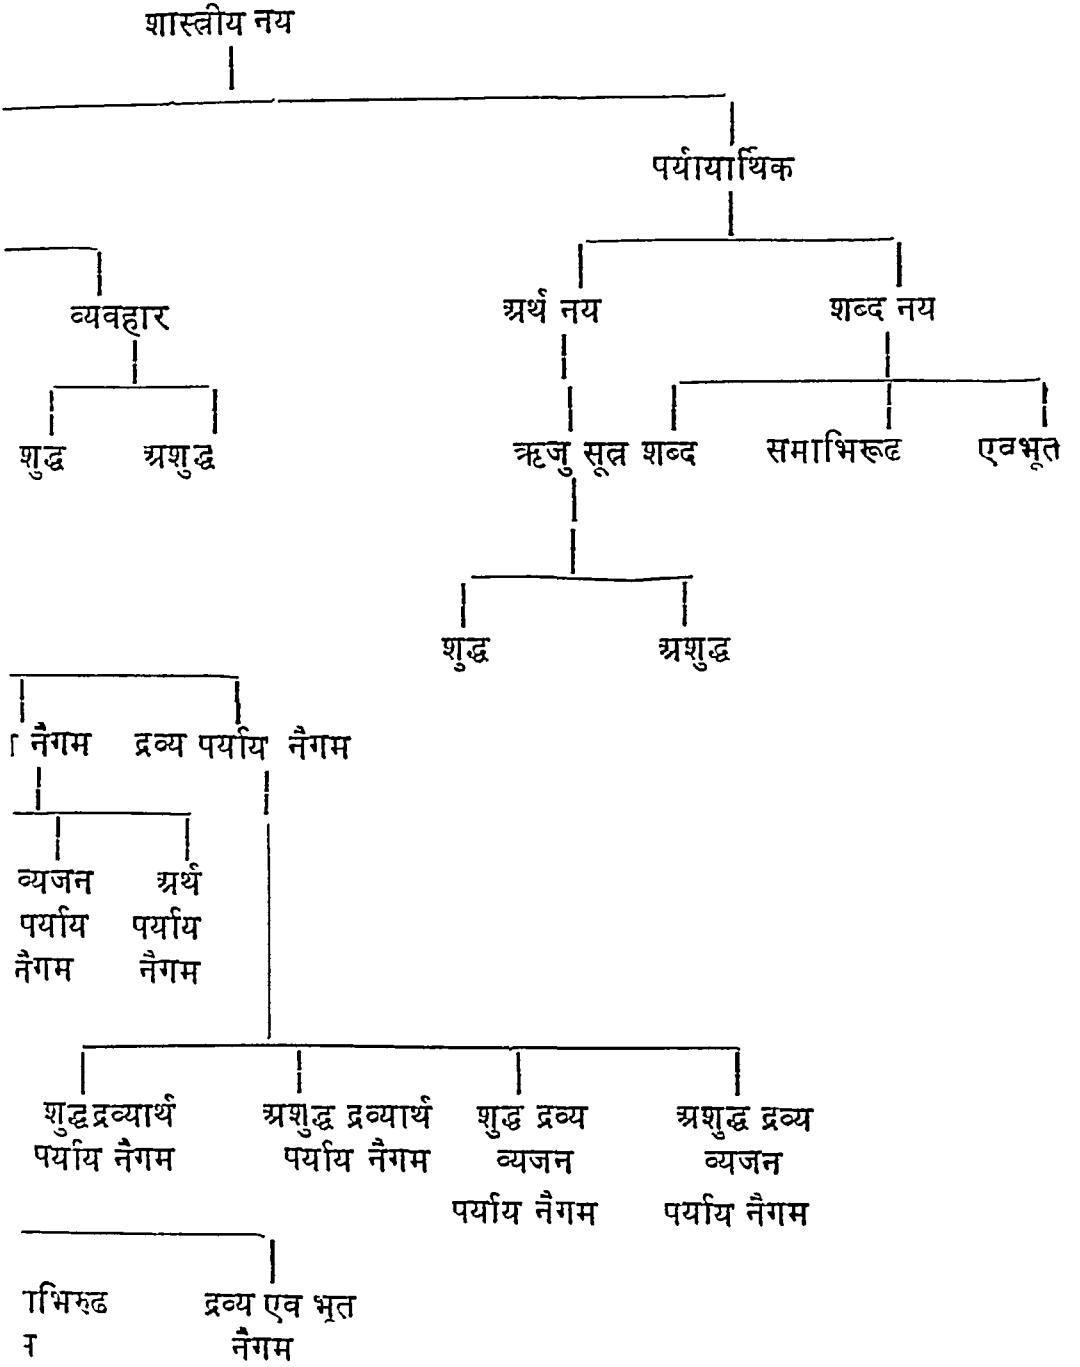 शास्त्रीय नय
पर्यायार्थिक
व्यवहार
अर्थ नय
शब्द नय
शुद्ध
अशुद्ध
ऋजु सूत्र
शब्द
समाभिरूढ
एवभूत
शुद्ध
अशुद्ध
नैगम
द्रव्य पर्याय नैगम
व्यजन
पर्याय
नैगम
अर्थ
पर्याय
नैगम
शुद्धद्रव्यार्थ
पर्याय नैगम
अशुद्ध द्रव्यार्थ
पर्याय नैगम
शुद्ध द्रव्य
व्यजन
पर्याय नैगम
अशुद्ध द्रव्य
व्यजन
पर्याय नैगम
द्रव्य एव भूत
नैगम